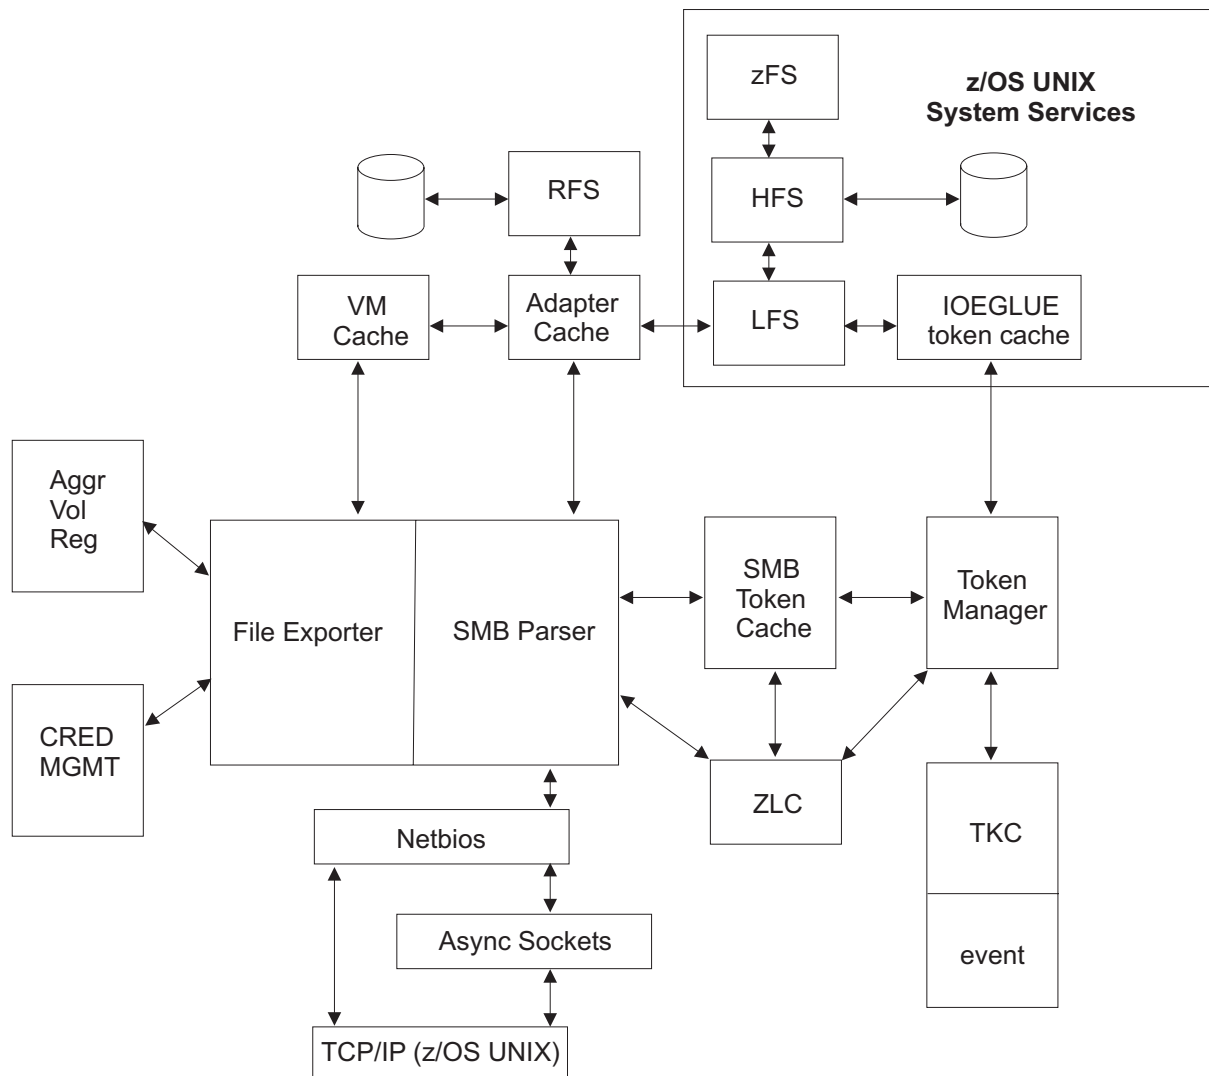 zFS
z/OS UNIX
System Services
RFS
HFS
VM
Cache
Adapter
Cache
LFS
IOEGLUE
token cache
Aggr
Vol
Reg
File Exporter
SMB Parser
SMB
Token
Cache
Token
Manager
CRED
MGMT
ZLC
Netbios
TKC
Async Sockets
event
TCP/IP (z/OS UNIX)